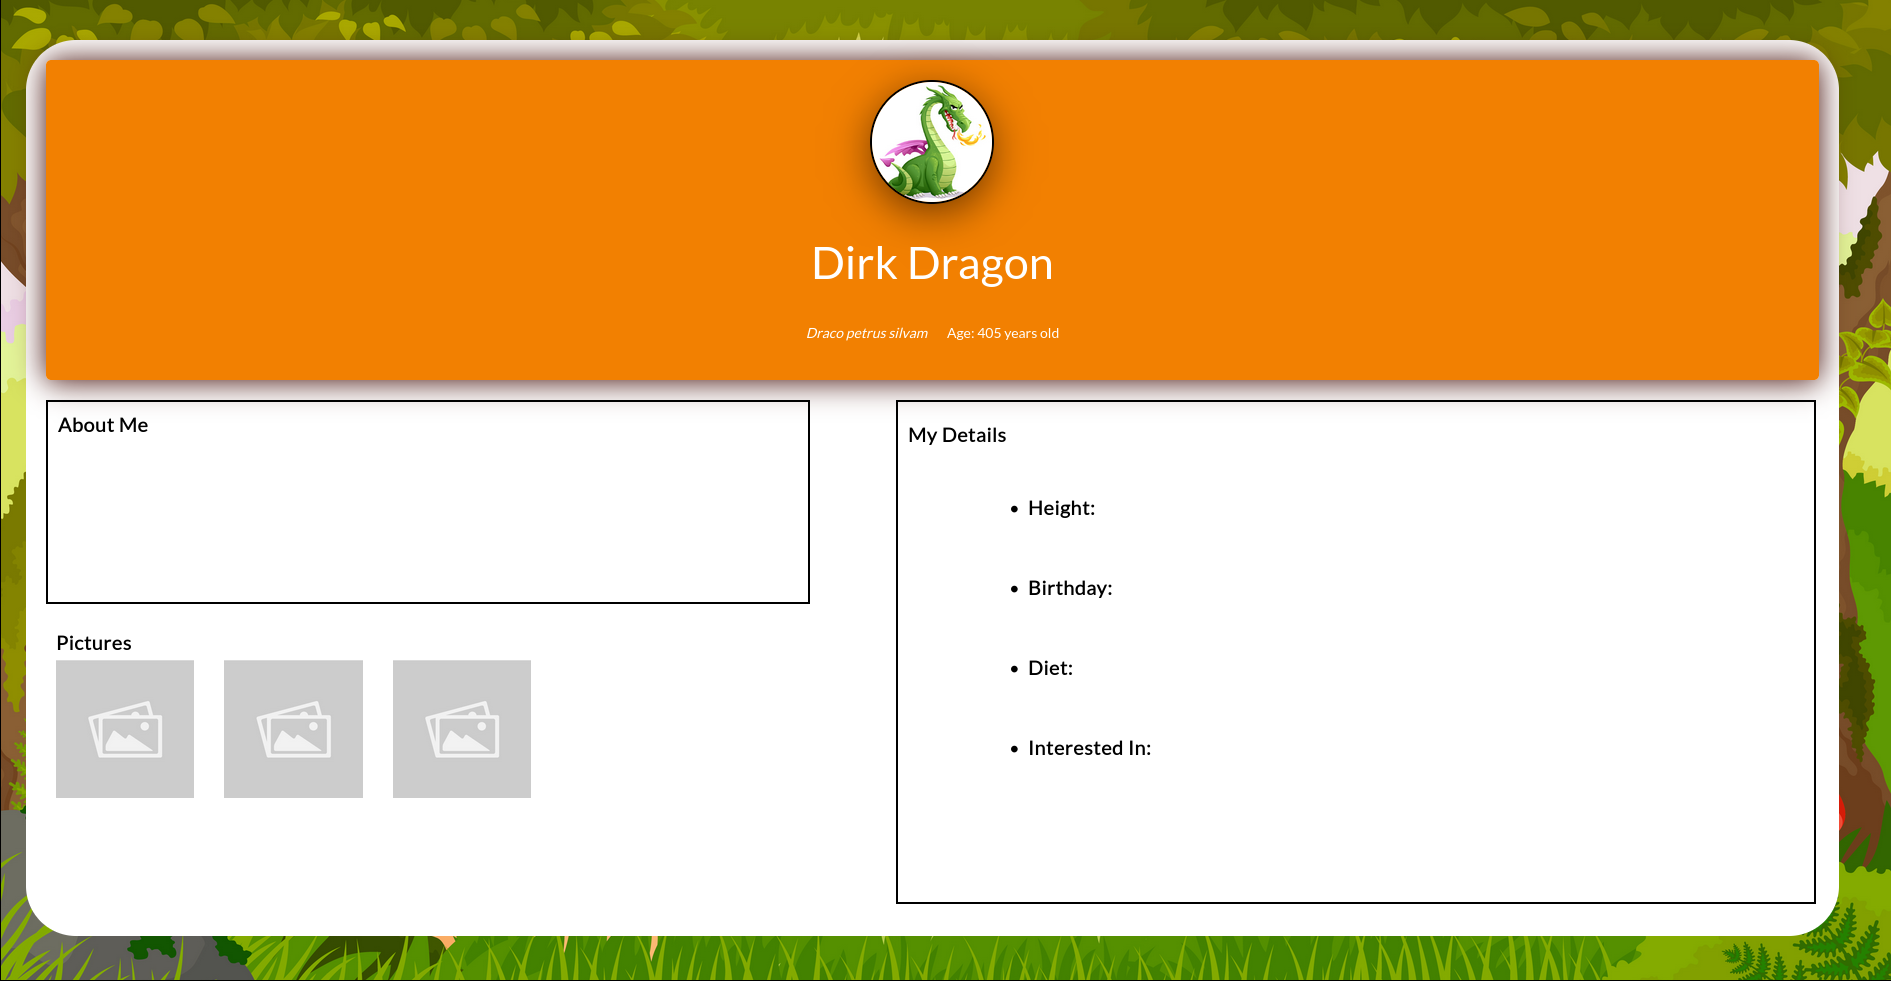 Dirk Dragon
Draco petrus silvam Age: 405 years old
About Me
Pictures
My Details
• Height:
• Birthday:
• Diet:
• Interested In: